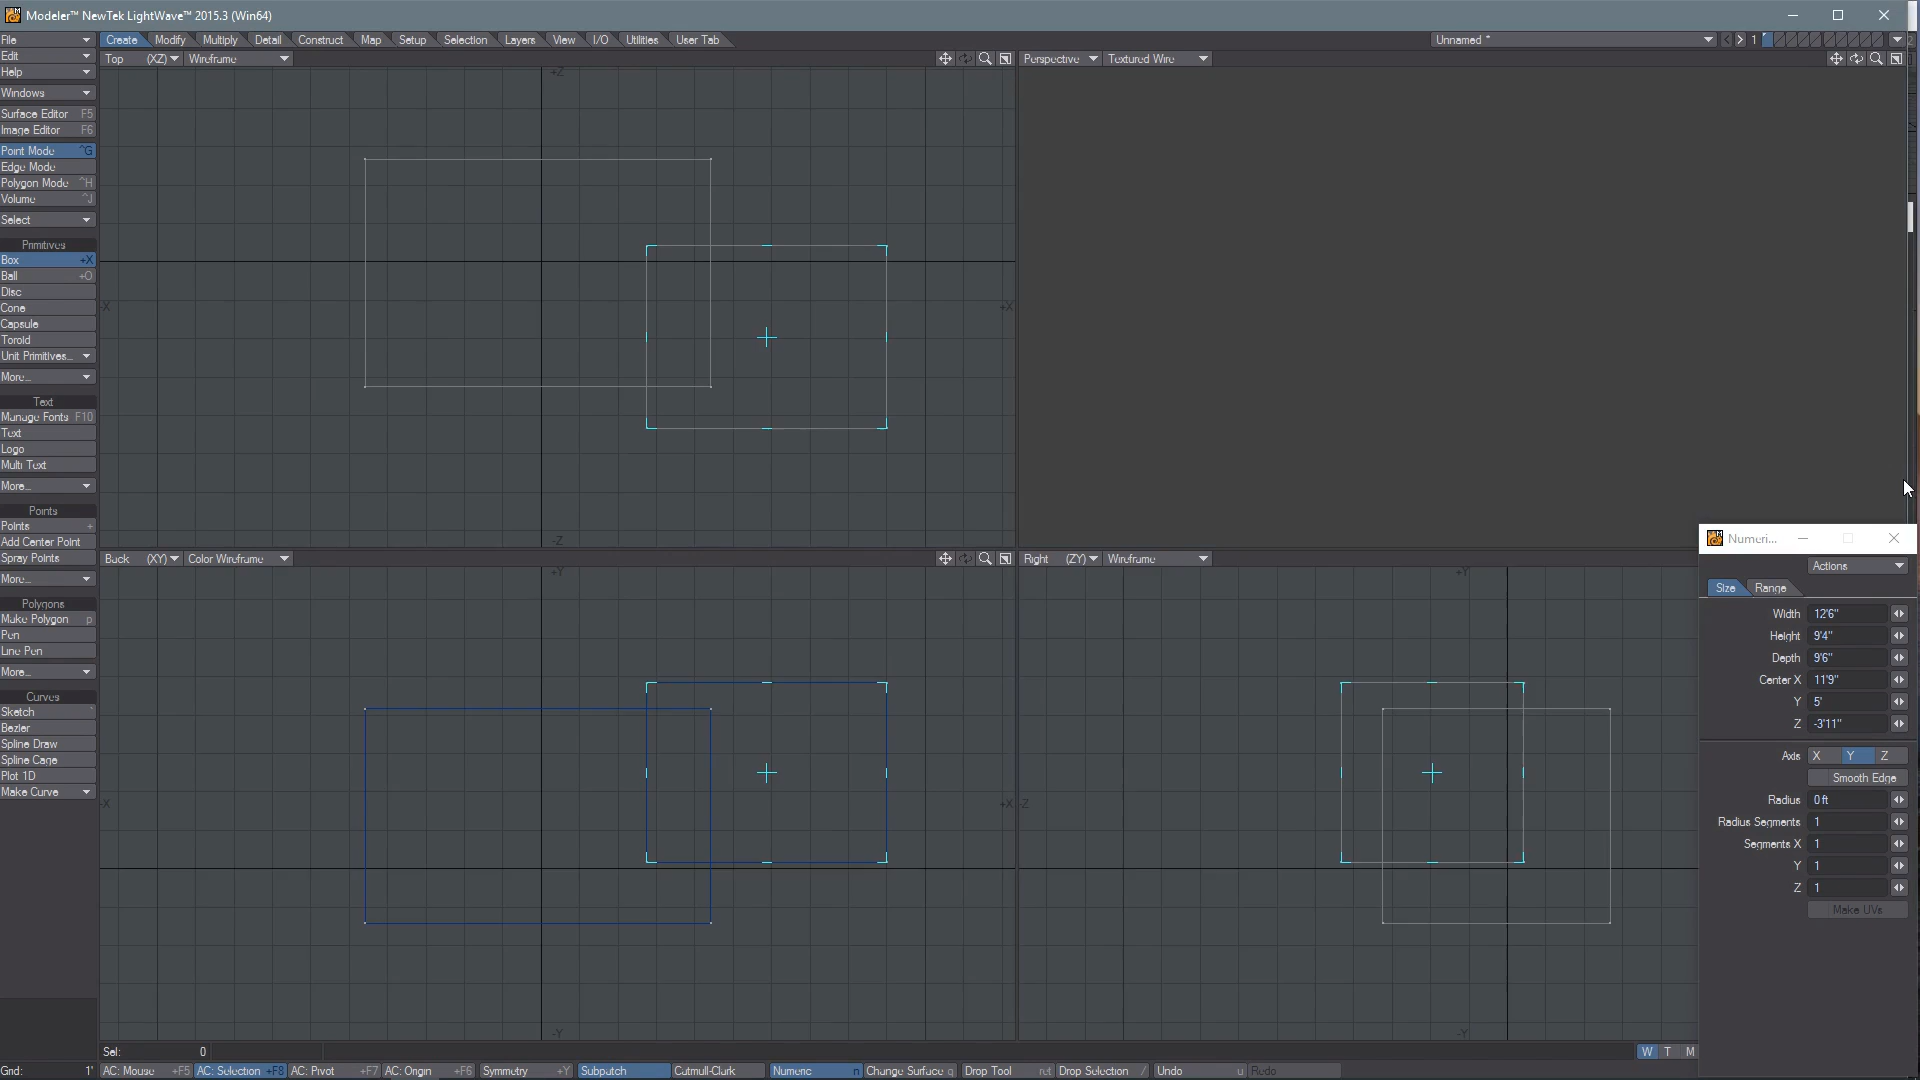 Modeler™ NewTek LightWave™ 2015.3 (Win64)
File Create Modify Multiply Detail Construct Map Setup Selection Layers View I/O Utilities User Tab Unnamed * < > 1
Edit
Help
Windows
Surface Editor F5
Image Editor F6
Point Mode ^G
Edge Mode
Polygon Mode ^H
Volume ^J
Select
Primitives
Box +X
Ball +O
Disc
Cone
Capsule
Toroid
Unit Primitives...
More...
Text
Manage Fonts F10
Text
Logo
Multi Text
More...
Points
Points +
Add Center Point
Spray Points
More...
Polygons
Make Polygon p
Pen
Line Pen
More...
Curves
Sketch `
Bezier
Spline Draw
Spline Cage
Plot 1D
Make Curve
Top (XZ) Wireframe
+Z
-X +X
-Z
Perspective Textured Wire
Back (XY) Color Wireframe
+Y
-X +X
-Y
Right (ZY) Wireframe
+Y
-Z
-Y
Numeri...
Actions
Size Range
Width 12'6"
Height 9'4"
Depth 9'6"
Center X 11'9"
Y 5'
Z -3'11"
Axis X Y Z
Smooth Edge
Radius 0 ft
Radius Segments 1
Segments X 1
Y 1
Z 1
Make UVs
Sel: 0
W T M
Grid: 1' AC: Mouse +F5 AC: Selection +F8 AC: Pivot +F7 AC: Origin +F6 Symmetry +Y Subpatch Catmull-Clark Numeric n Change Surface q Drop Tool ret Drop Selection / Undo u Redo